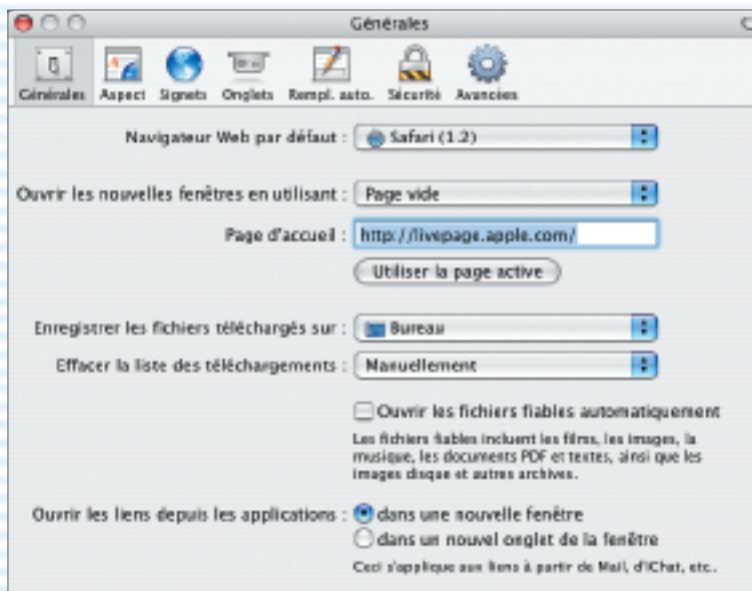 Générales
Générales Aspect Signets Onglets Rempl. auto. Sécurité Avancées
Navigateur Web par défaut : Safari (1.2)
Ouvrir les nouvelles fenêtres en utilisant : Page vide
Page d'accueil : http://livepage.apple.com/
Utiliser la page active
Enregistrer les fichiers téléchargés sur : Bureau
Effacer la liste des téléchargements : Manuellement
Ouvrir les fichiers fiables automatiquement
Les fichiers fiables incluent les films, les images, la
musique, les documents PDF et textes, ainsi que les
images disque et autres archives.
Ouvrir les liens depuis les applications : dans une nouvelle fenêtre
dans un nouvel onglet de la fenêtre
Ceci s'applique aux liens à partir de Mail, d'iChat, etc..